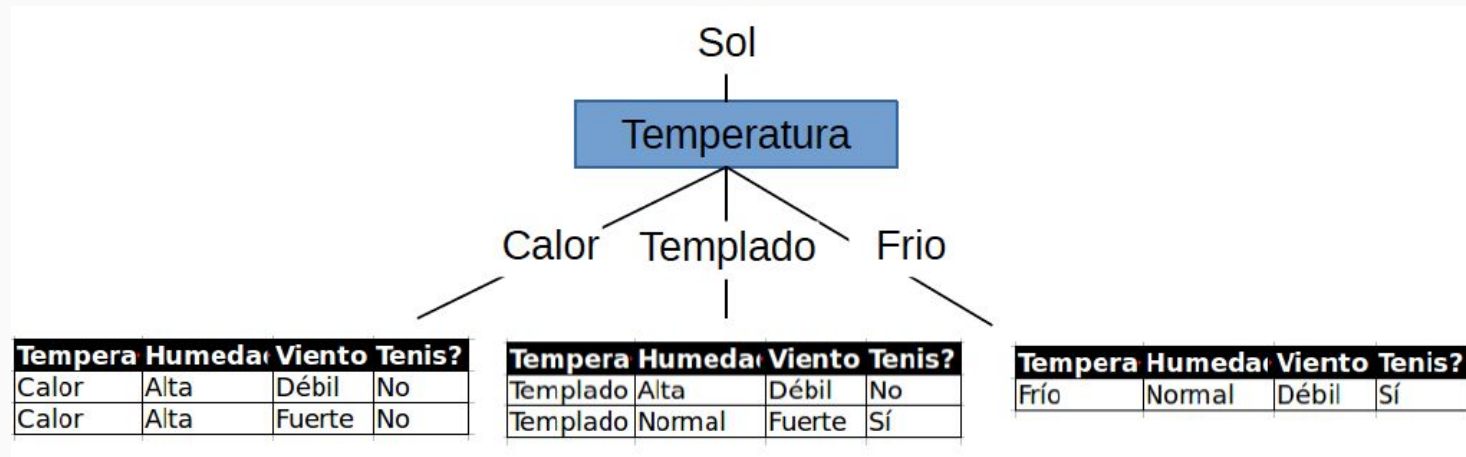 Sol
Temperatura
Calor Templado Frio
Tempera Humeda Viento Tenis?
Calor Alta Débil No
Calor Alta Fuerte No
Tempera Humeda Viento Tenis?
Templado Alta Débil No
Templado Normal Fuerte Sí
Tempera Humeda Viento Tenis?
Frío Normal Débil Sí